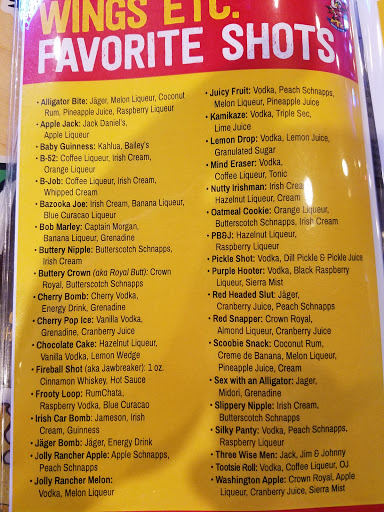 WINGS ETC.
FAVORITE SHOTS
• Alligator Bite: Jäger, Melon Liqueur, Coconut
Rum, Pineapple Juice, Raspberry Liqueur
• Apple Jack: Jack Daniel's,
Apple Liqueur
• Baby Guinness: Kahlua, Bailey's
• B-52: Coffee Liqueur, Irish Cream,
Orange Liqueur
• B-Job: Coffee Liqueur, Irish Cream,
Whipped Cream
• Bazooka Joe: Irish Cream, Banana Liqueur,
Blue Curacao Liqueur
• Bob Marley: Captain Morgan,
Banana Liqueur, Grenadine
• Buttery Nipple: Butterscotch Schnapps,
Irish Cream
• Buttery Crown (aka Royal Butt): Crown
Royal, Butterscotch Schnapps
• Cherry Bomb: Cherry Vodka,
Energy Drink, Grenadine
• Cherry Pop Ice: Vanilla Vodka,
Grenadine, Cranberry Juice
• Chocolate Cake: Hazelnut Liqueur,
Vanilla Vodka, Lemon Wedge
• Fireball Shot (aka Jawbreaker): 1 oz.
Cinnamon Whiskey, Hot Sauce
• Frooty Loop: RumChata,
Raspberry Vodka, Blue Curacao
• Irish Car Bomb: Jameson, Irish
Cream, Guinness
• Jäger Bomb: Jäger, Energy Drink
• Jolly Rancher Apple: Apple Schnapps,
Peach Schnapps
• Jolly Rancher Melon:
Vodka, Melon Liqueur
• Juicy Fruit: Vodka, Peach Schnapps,
Melon Liqueur, Pineapple Juice
• Kamikaze: Vodka, Triple Sec,
Lime Juice
• Lemon Drop: Vodka, Lemon Juice,
Granulated Sugar
• Mind Eraser: Vodka,
Coffee Liqueur, Tonic
• Nutty Irishman: Irish Cream,
Hazelnut Liqueur, Cream
• Oatmeal Cookie: Orange Liqueur,
Butterscotch Schnapps, Irish Cream
• PB&J: Hazelnut Liqueur,
Raspberry Liqueur
• Pickle Shot: Vodka, Dill Pickle & Pickle Juice
• Purple Hooter: Vodka, Black Raspberry
Liqueur, Sierra Mist
• Red Headed Slut: Jäger,
Cranberry Juice, Peach Schnapps
• Red Snapper: Crown Royal,
Almond Liqueur, Cranberry Juice
• Scoobie Snack: Coconut Rum,
Creme de Banana, Melon Liqueur,
Pineapple Juice, Cream
• Sex with an Alligator: Jager,
Midori, Grenadine
• Slippery Nipple: Irish Cream,
Butterscotch Schnapps
• Silky Panty: Vodka, Peach Schnapps,
Raspberry Liqueur
• Three Wise Men: Jack, Jim & Johnny
• Tootsie Roll: Vodka, Coffee Liqueur, OJ
• Washington Apple: Crown Royal, Apple
Liqueur, Cranberry Juice, Sierra Mist